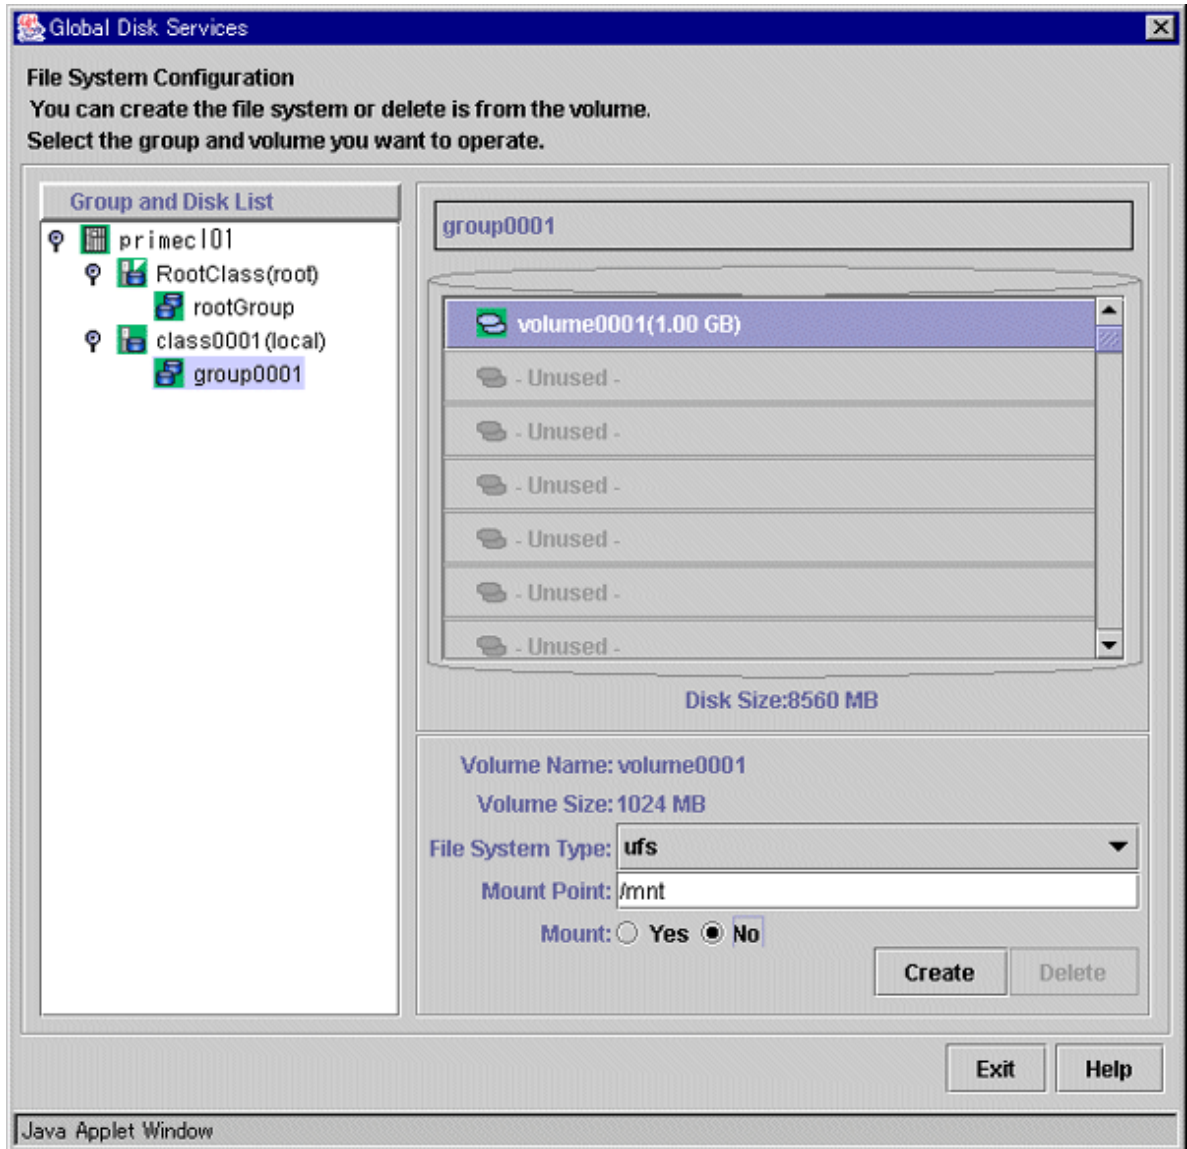 Global Disk Services
File System Configuration
You can create the file system or delete is from the volume.
Select the group and volume you want to operate.
Group and Disk List
primecl01
RootClass(root)
rootGroup
class0001(local)
group0001
group0001
volume0001(1.00 GB)
- Unused -
- Unused -
- Unused -
- Unused -
- Unused -
- Unused -
Disk Size:8560 MB
Volume Name: volume0001
Volume Size: 1024 MB
File System Type: ufs
Mount Point: /mnt
Mount: Yes No
Create Delete
Exit Help
Java Applet Window